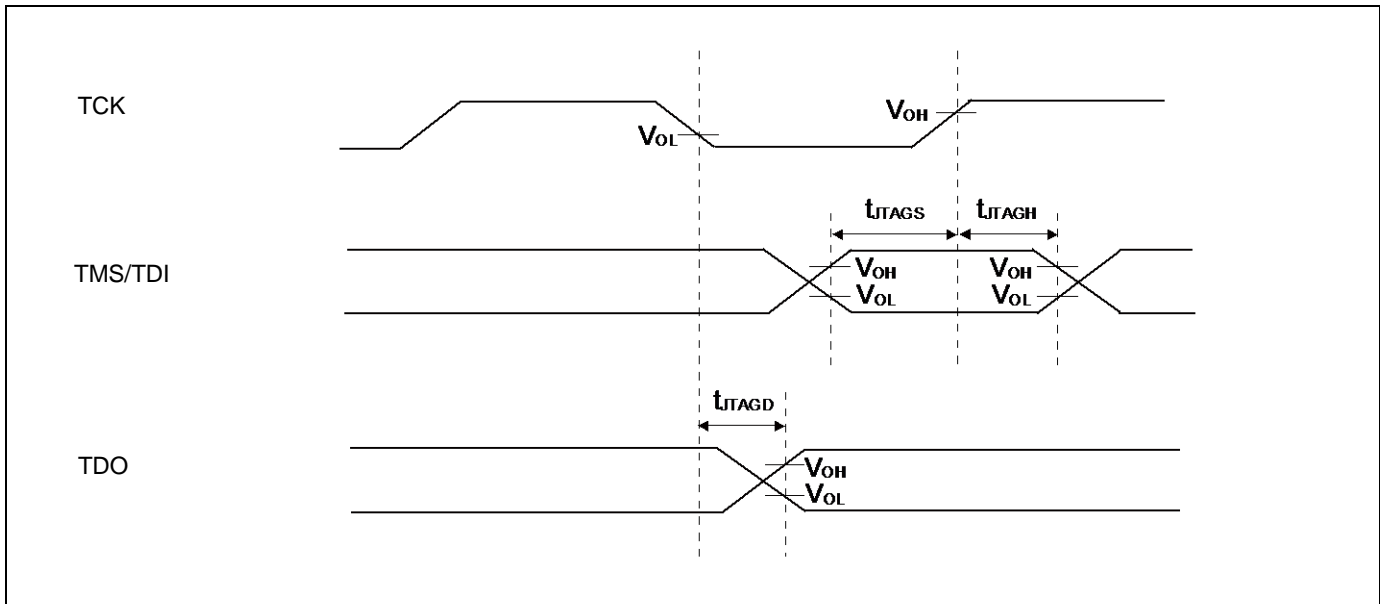 TCK
VOL
VOH
tJTAGS
tJTAGH
TMS/TDI
VOH
VOL
VOH
VOL
tJTAGD
TDO
VOH
VOL